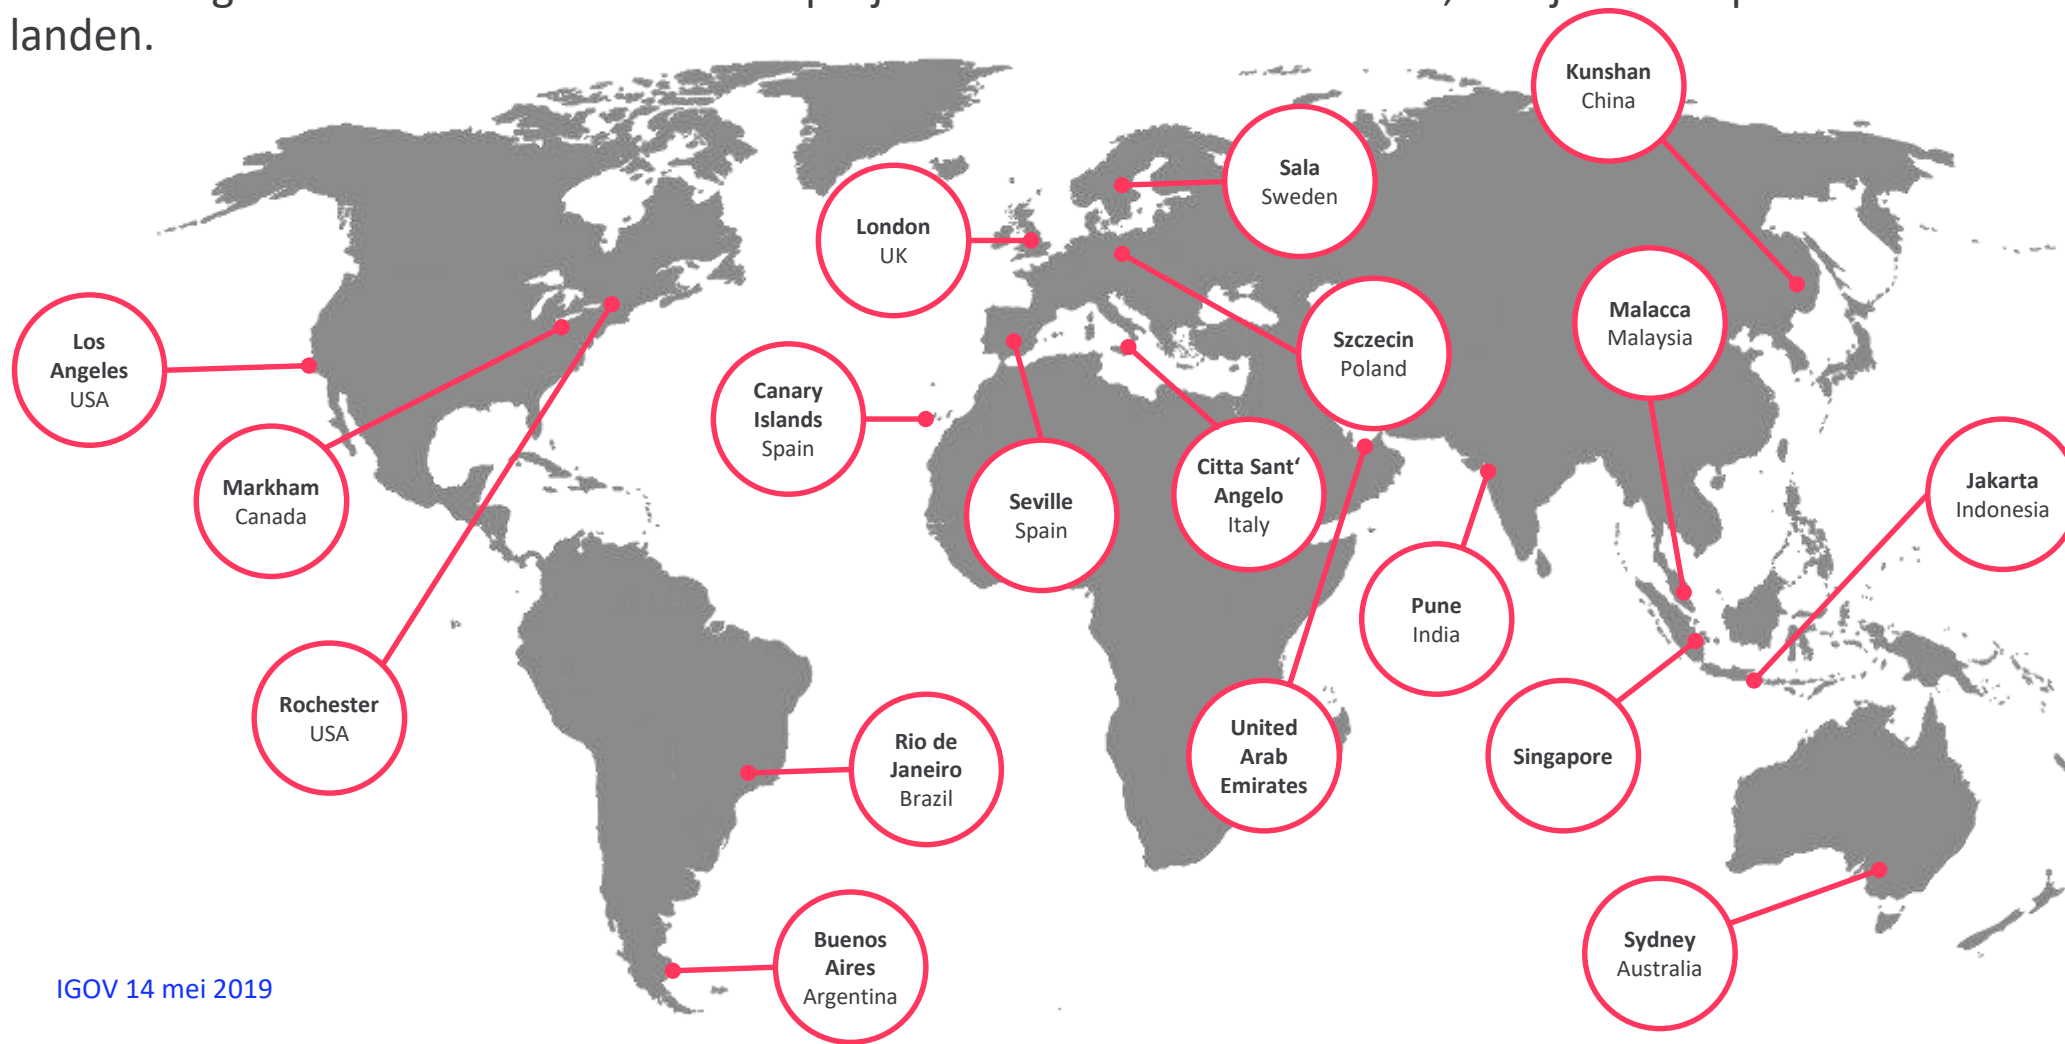 landen.
Kunshan
China
Sala
Sweden
London
UK
Malacca
Malaysia
Los
Angeles
USA
Szczecin
Poland
Canary
Islands
Spain
Markham
Canada
Seville
Spain
Citta Sant‘
Angelo
Italy
Jakarta
Indonesia
Pune
India
Rochester
USA
Rio de
Janeiro
Brazil
United
Arab
Emirates
Singapore
Buenos
Aires
Argentina
Sydney
Australia
IGOV 14 mei 2019